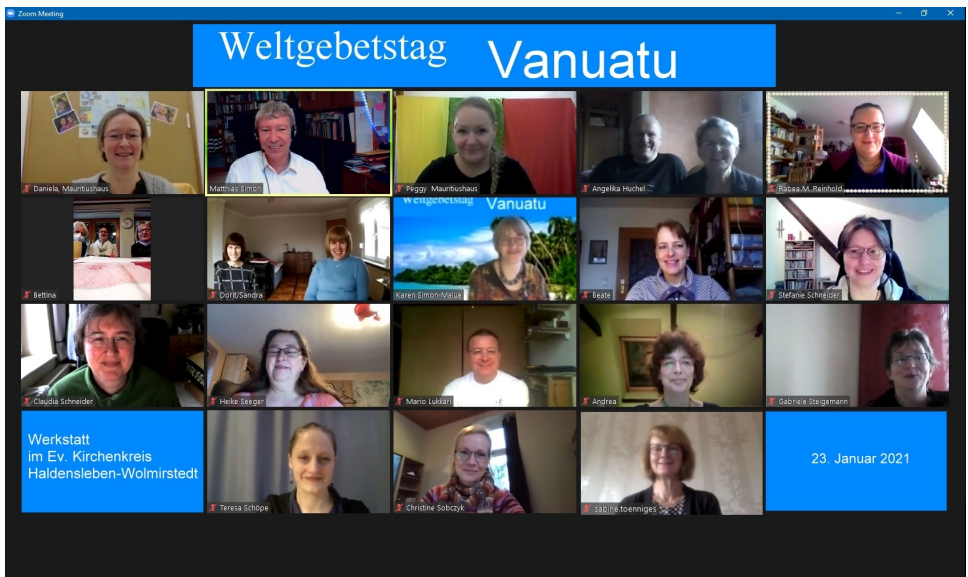 Zoom Meeting
Weltgebetstag Vanuatu
Daniela, Mauritiushaus
Matthias Simon
Peggy Mauritiushaus
Angelika Huchel
Rabea M. Reinhold
Bettina
Dorit/Sandra
Weltgebetstag Vanuatu
Karen Simon-Malue
Beate
Stefanie Schneider
Claudia Schneider
Heike Seeger
Mario Lukkari
Andrea
Gabriele Steigemann
Werkstatt
im Ev. Kirchenkreis
Haldensleben-Wolmirstedt
Teresa Schöpe
Christine Sobczyk
sabine.toenniges
23. Januar 2021